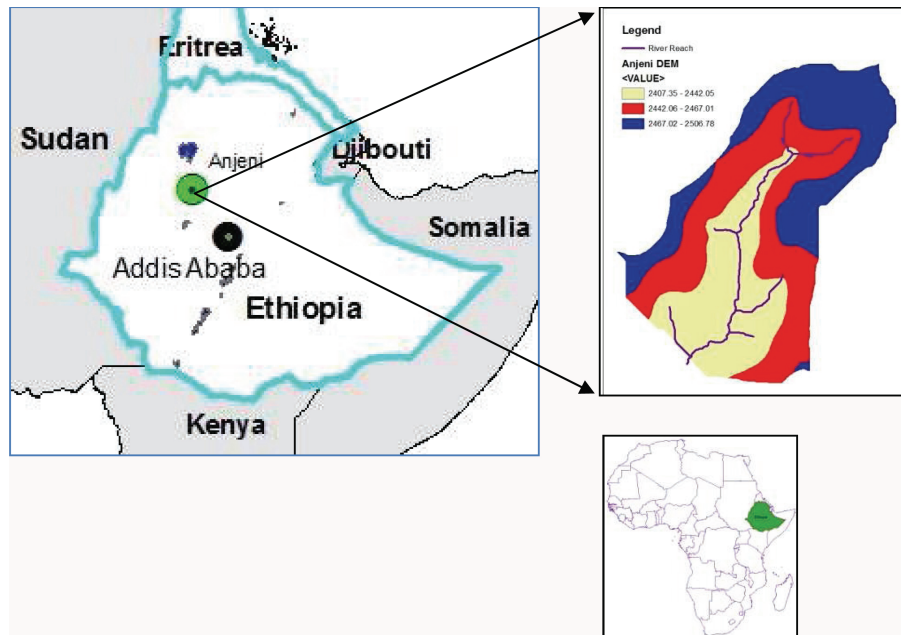 Eritrea
Sudan
Anjeni
Djibouti
Somalia
Addis Ababa
Ethiopia
Kenya
Legend
River Reach
Anjeni DEM
<VALUE>
2407.35 - 2442.05
2442.06 - 2467.01
2467.02 - 2506.78